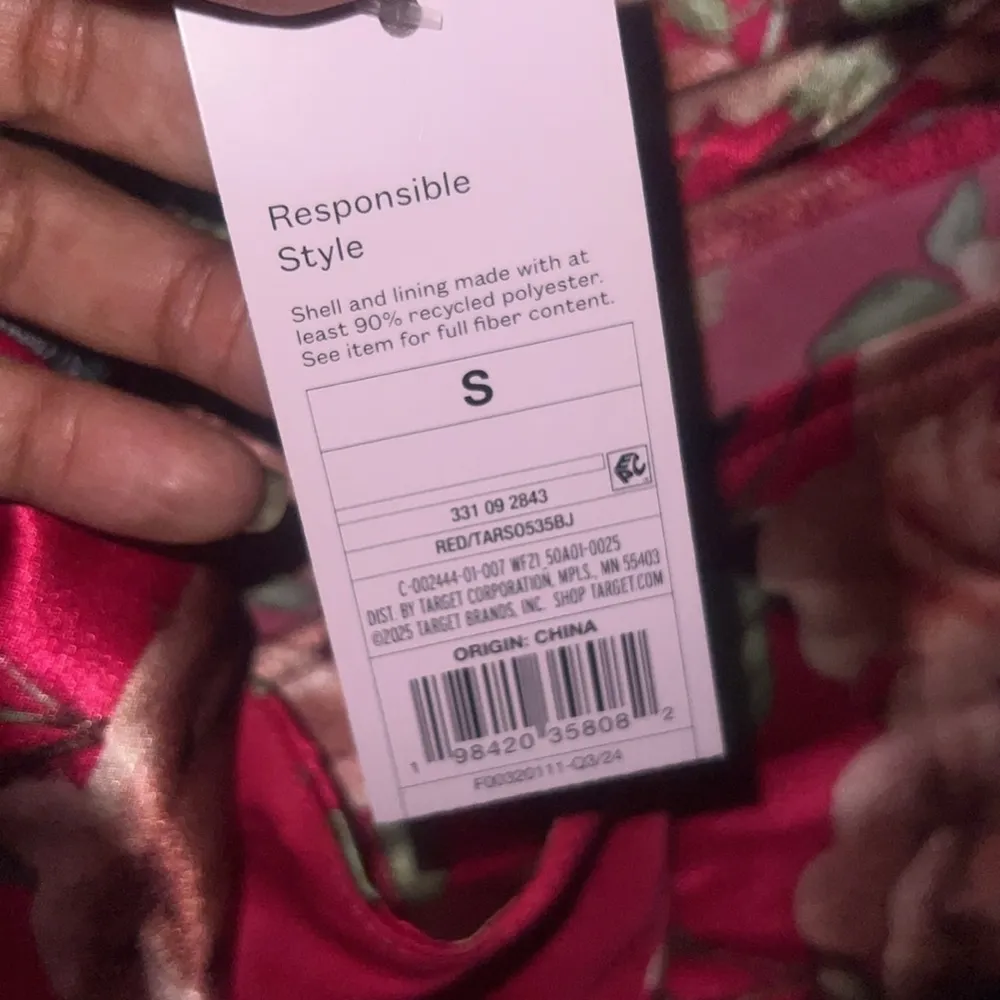 Responsible
Style
Shell and lining made with at
least 90% recycled polyester.
See item for full fiber content.
S
331 09 2843
RED/TARS0535BJ
C-002444-01-007 WFZ1_50A01-0025
DIST. BY TARGET CORPORATION, MPLS., MN 55403
©2025 TARGET BRANDS, INC. SHOP TARGET.COM
ORIGIN: CHINA
1 98420 35808 2
F00320111-Q3/24